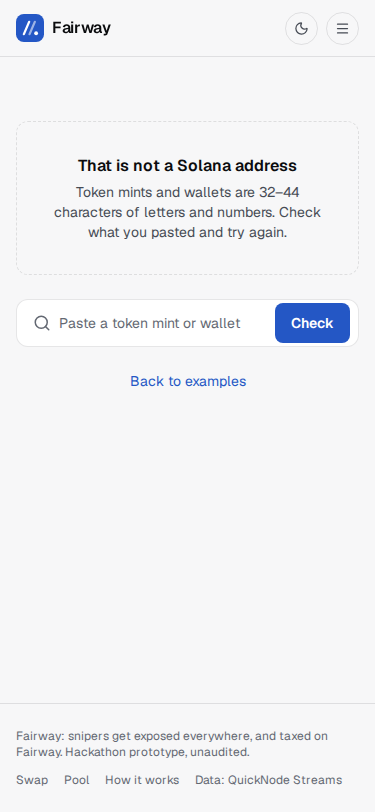 Fairway
That is not a Solana address
Token mints and wallets are 32–44
characters of letters and numbers. Check
what you pasted and try again.
Paste a token mint or wallet
Check
Back to examples
Fairway: snipers get exposed everywhere, and taxed on
Fairway. Hackathon prototype, unaudited.
Swap Pool How it works Data: QuickNode Streams